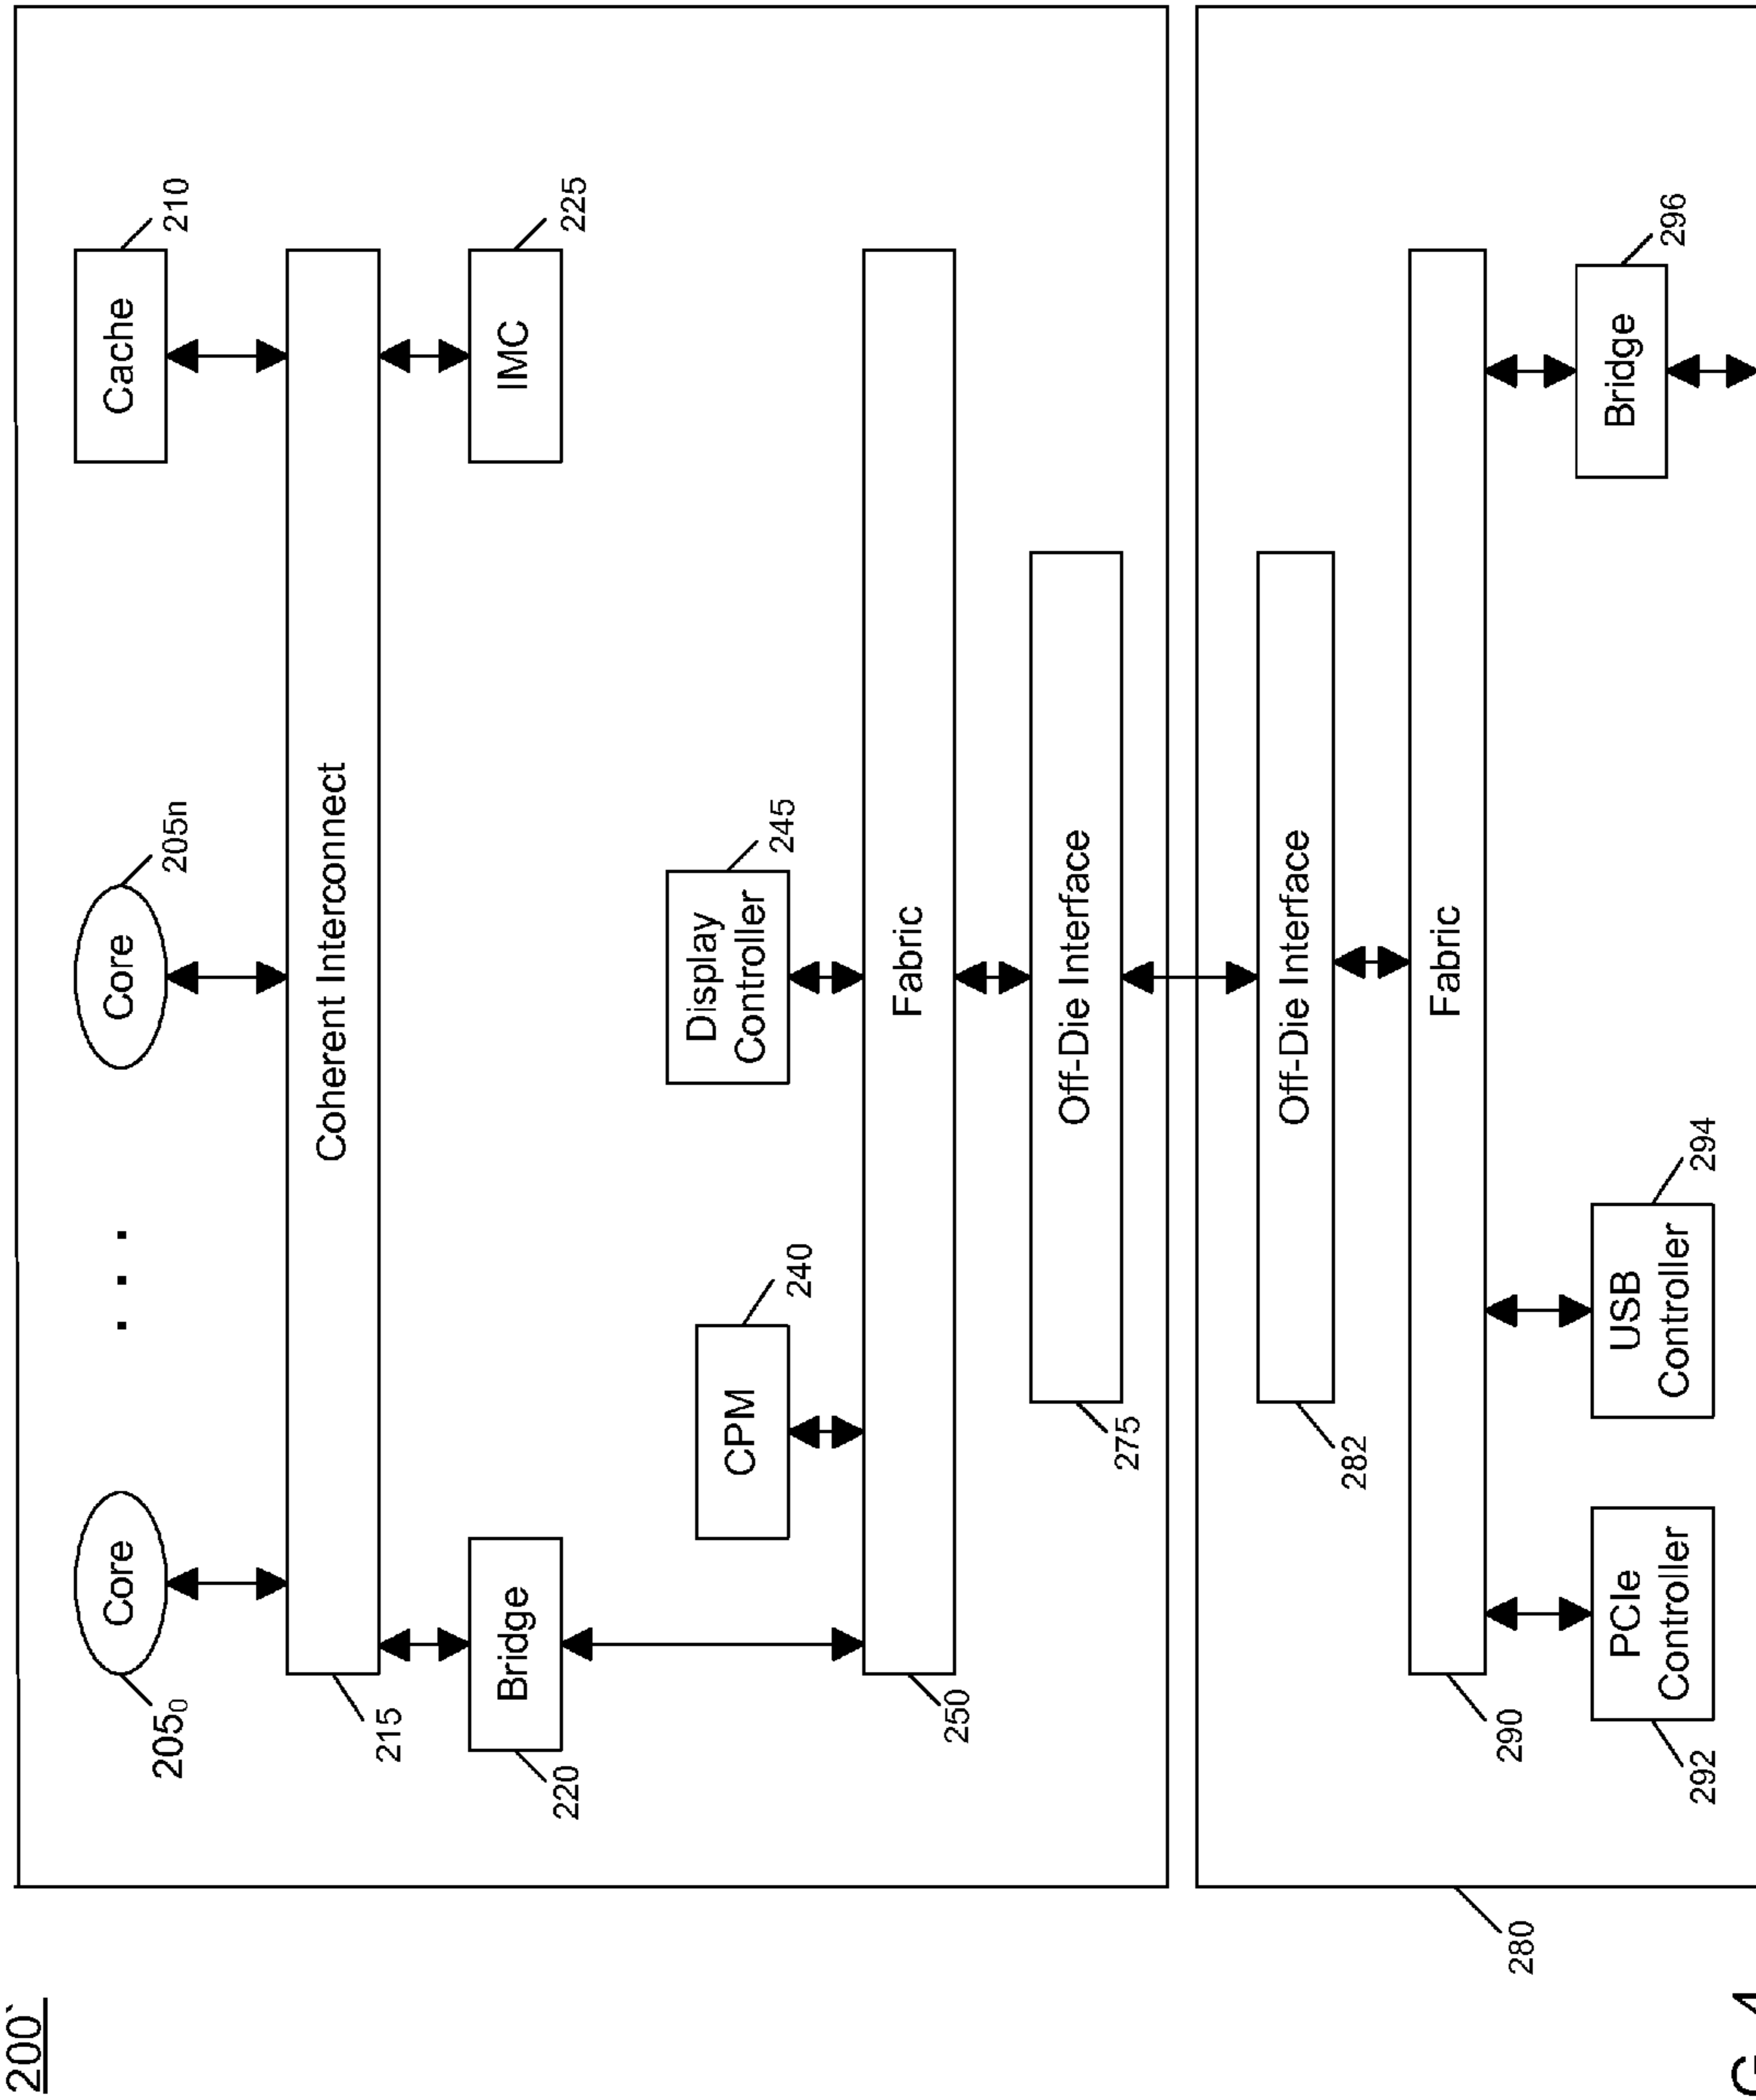 200`
Core
205₀
. . .
Core
205n
Cache
210
Coherent Interconnect
215
Bridge
220
IMC
225
CPM
240
Display
Controller
245
Fabric
250
Off-Die Interface
275
280
Off-Die Interface
282
Fabric
290
PCIe
Controller
292
USB
Controller
294
Bridge
296